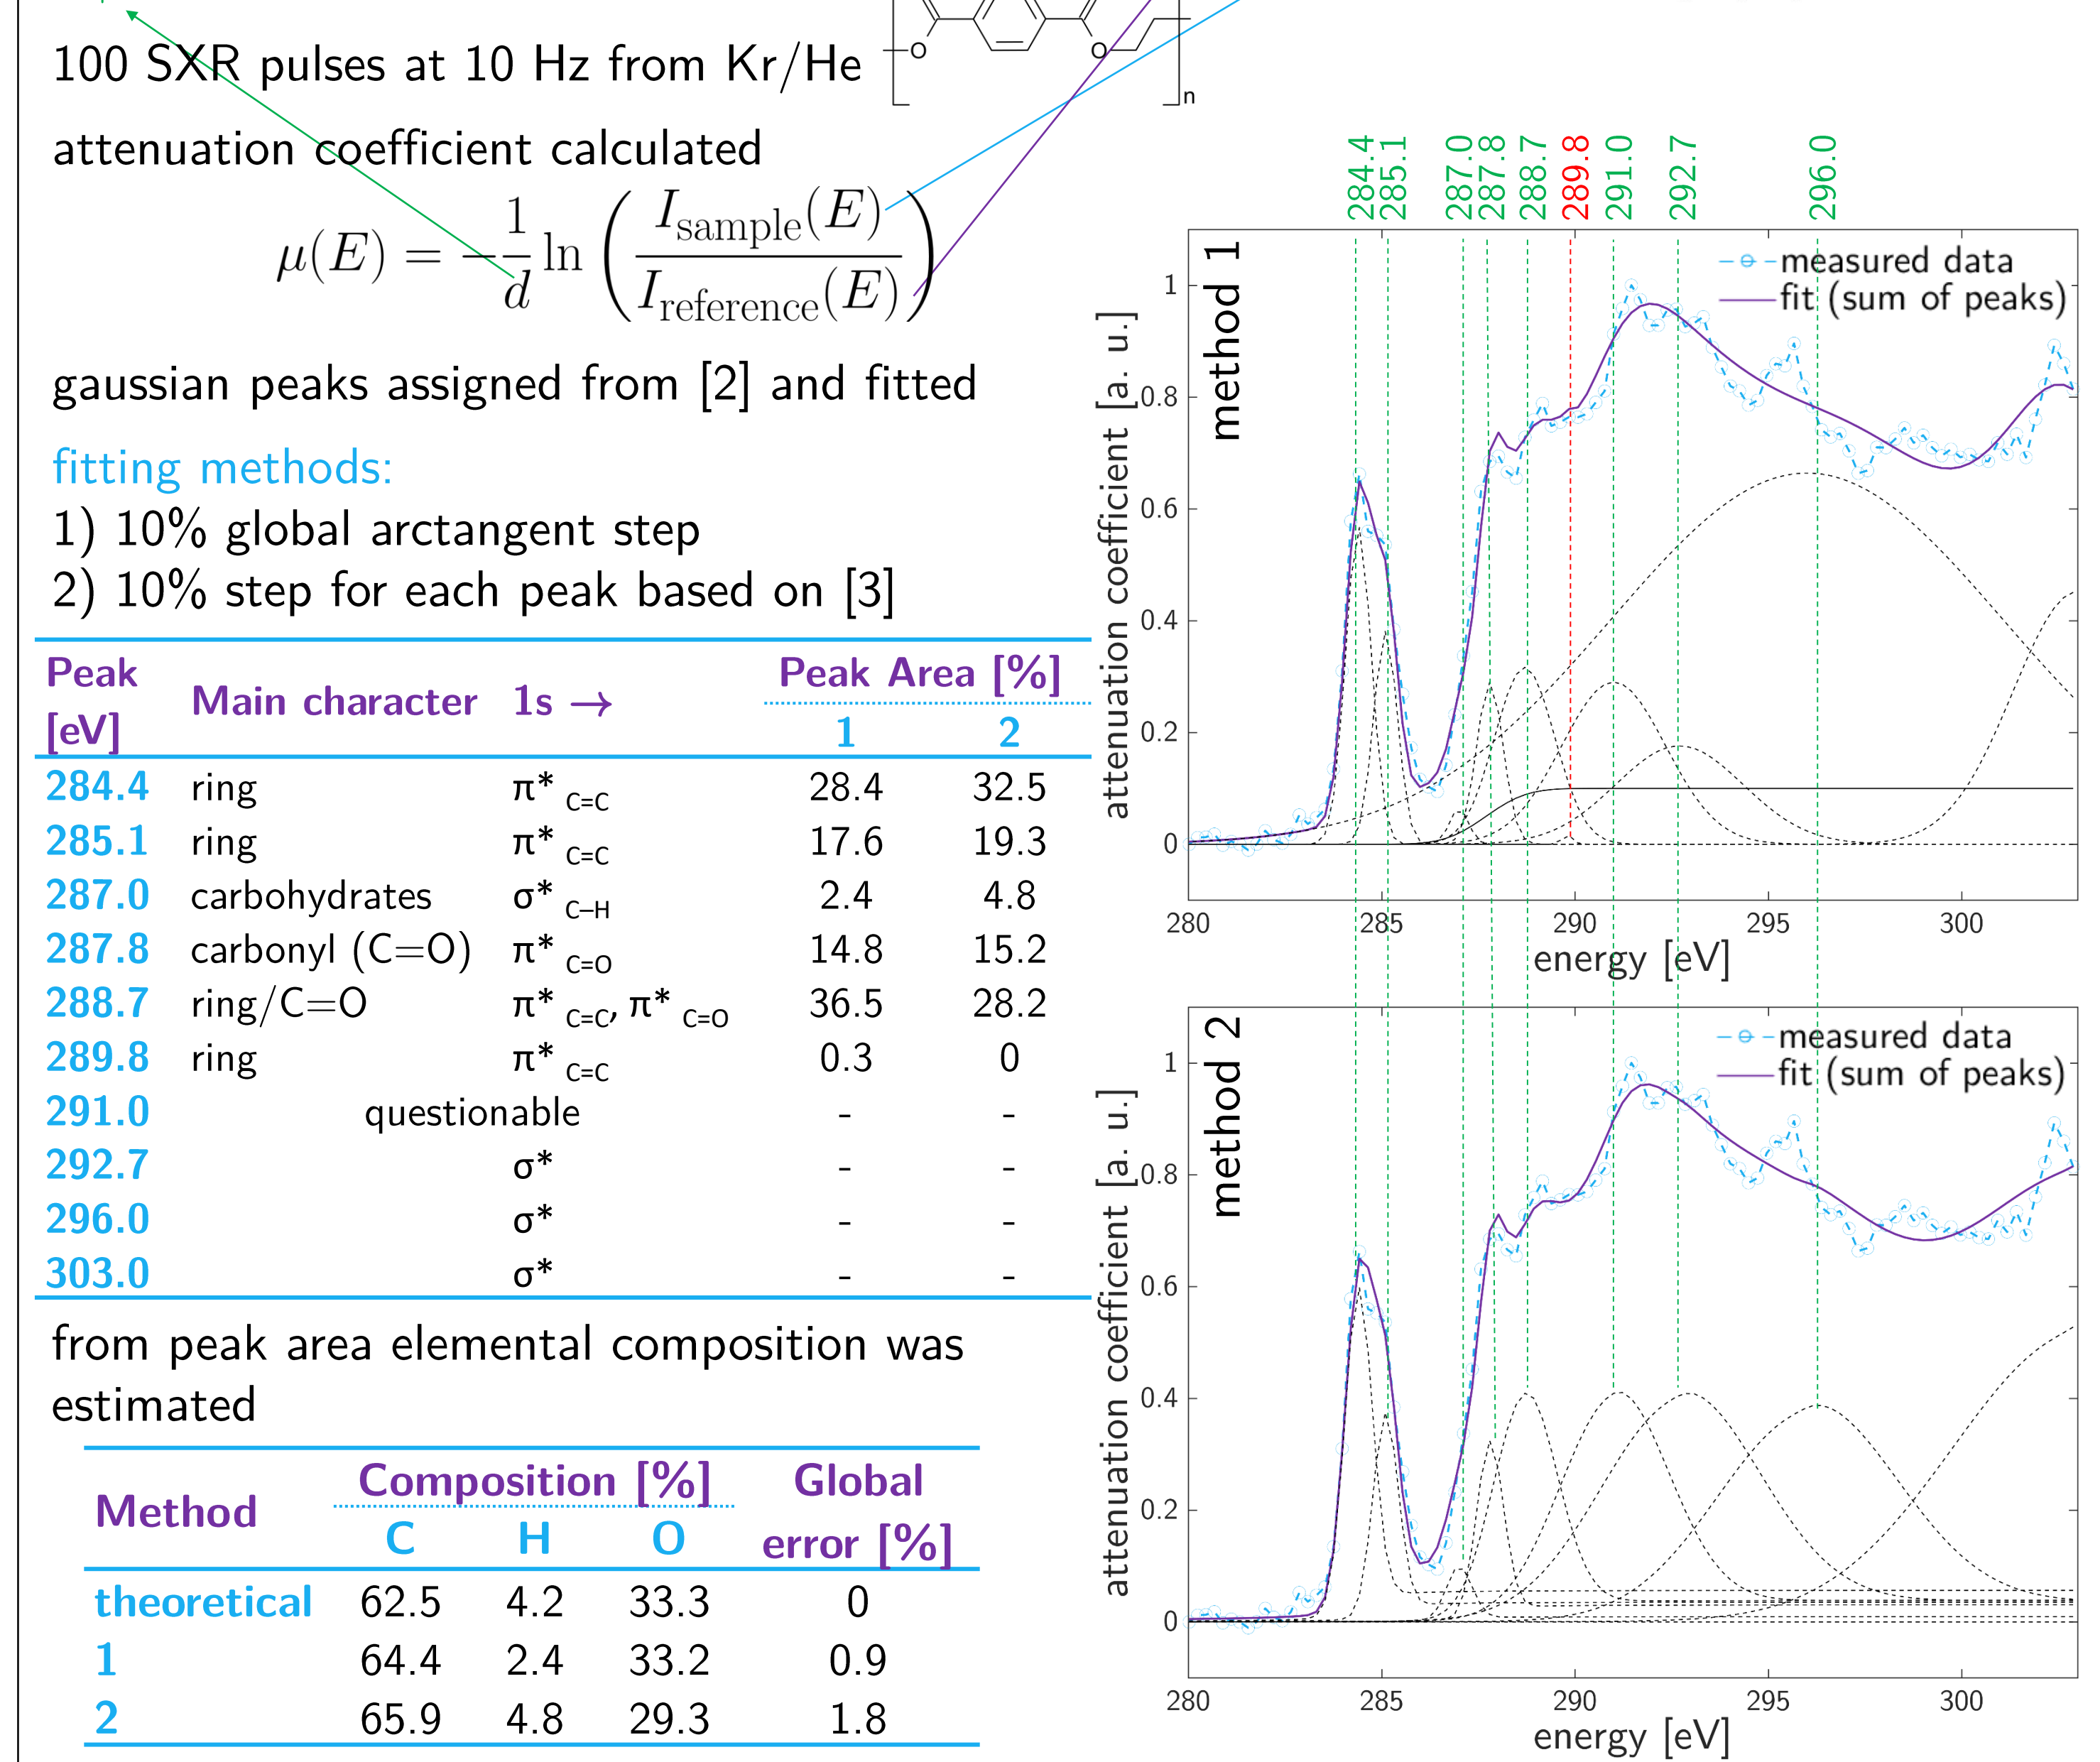 O
O
n
100 SXR pulses at 10 Hz from Kr/He
attenuation coefficient calculated
μ(E) = −1/d ln ( I_sample(E) / I_reference(E) )
gaussian peaks assigned from [2] and fitted
fitting methods:
1) 10% global arctangent step
2) 10% step for each peak based on [3]
Peak [eV] Main character 1s → Peak Area [%]
1 2
284.4 ring π* C=C 28.4 32.5
285.1 ring π* C=C 17.6 19.3
287.0 carbohydrates σ* C–H 2.4 4.8
287.8 carbonyl (C=O) π* C=O 14.8 15.2
288.7 ring/C=O π* C=C, π* C=O 36.5 28.2
289.8 ring π* C=C 0.3 0
291.0 questionable - -
292.7 σ* - -
296.0 σ* - -
303.0 σ* - -
from peak area elemental composition was
estimated
Method Composition [%] Global error [%]
C H O
theoretical 62.5 4.2 33.3 0
1 64.4 2.4 33.2 0.9
2 65.9 4.8 29.3 1.8
284.4 285.1 287.0 287.8 288.7 289.8 291.0 292.7 296.0
method 1
measured data
fit (sum of peaks)
attenuation coefficient [a. u.]
1
0.8
0.6
0.4
0.2
0
280 285 290 295 300
energy [eV]
method 2
measured data
fit (sum of peaks)
attenuation coefficient [a. u.]
1
0.8
0.6
0.4
0.2
0
280 285 290 295 300
energy [eV]